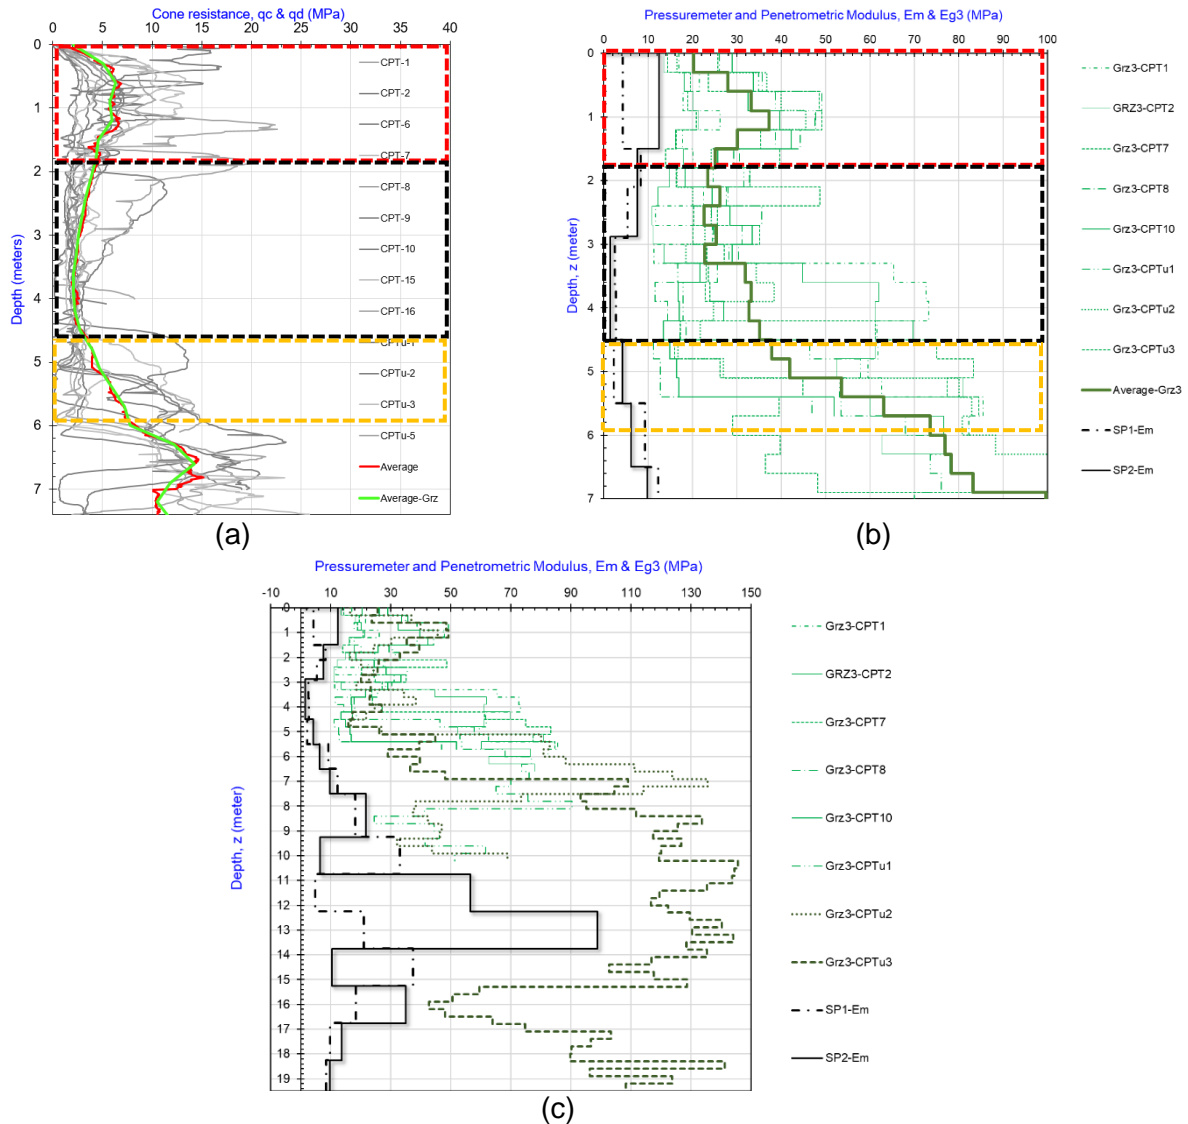 Cone resistance, qc & qd (MPa)
0 5 10 15 20 25 30 35 40
0
1
2
3
4
5
6
7
Depth (meters)
CPT-1
CPT-2
CPT-6
CPT-7
CPT-8
CPT-9
CPT-10
CPT-15
CPT-16
CPTu-1
CPTu-2
CPTu-3
CPTu-5
Average
Average-Grz
(a)
Pressuremeter and Penetrometric Modulus, Em & Eg3 (MPa)
0 10 20 30 40 50 60 70 80 90 100
0
1
2
3
4
5
6
7
Depth, z (meter)
Grz3-CPT1
GRZ3-CPT2
Grz3-CPT7
Grz3-CPT8
Grz3-CPT10
Grz3-CPTu1
Grz3-CPTu2
Grz3-CPTu3
Average-Grz3
SP1-Em
SP2-Em
(b)
Pressuremeter and Penetrometric Modulus, Em & Eg3 (MPa)
-10 10 30 50 70 90 110 130 150
0
1
2
3
4
5
6
7
8
9
10
11
12
13
14
15
16
17
18
19
Depth, z (meter)
Grz3-CPT1
GRZ3-CPT2
Grz3-CPT7
Grz3-CPT8
Grz3-CPT10
Grz3-CPTu1
Grz3-CPTu2
Grz3-CPTu3
SP1-Em
SP2-Em
(c)